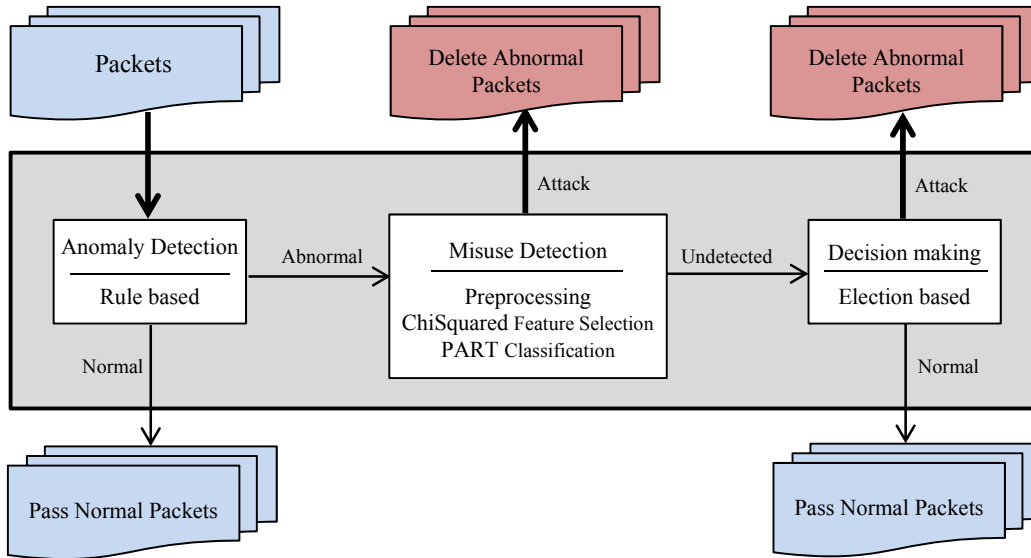 Packets
Delete Abnormal
Packets
Delete Abnormal
Packets
Attack
Attack
Anomaly Detection
Rule based
Abnormal
Misuse Detection
Preprocessing
ChiSquared Feature Selection
PART Classification
Undetected
Decision making
Election based
Normal
Normal
Pass Normal Packets
Pass Normal Packets